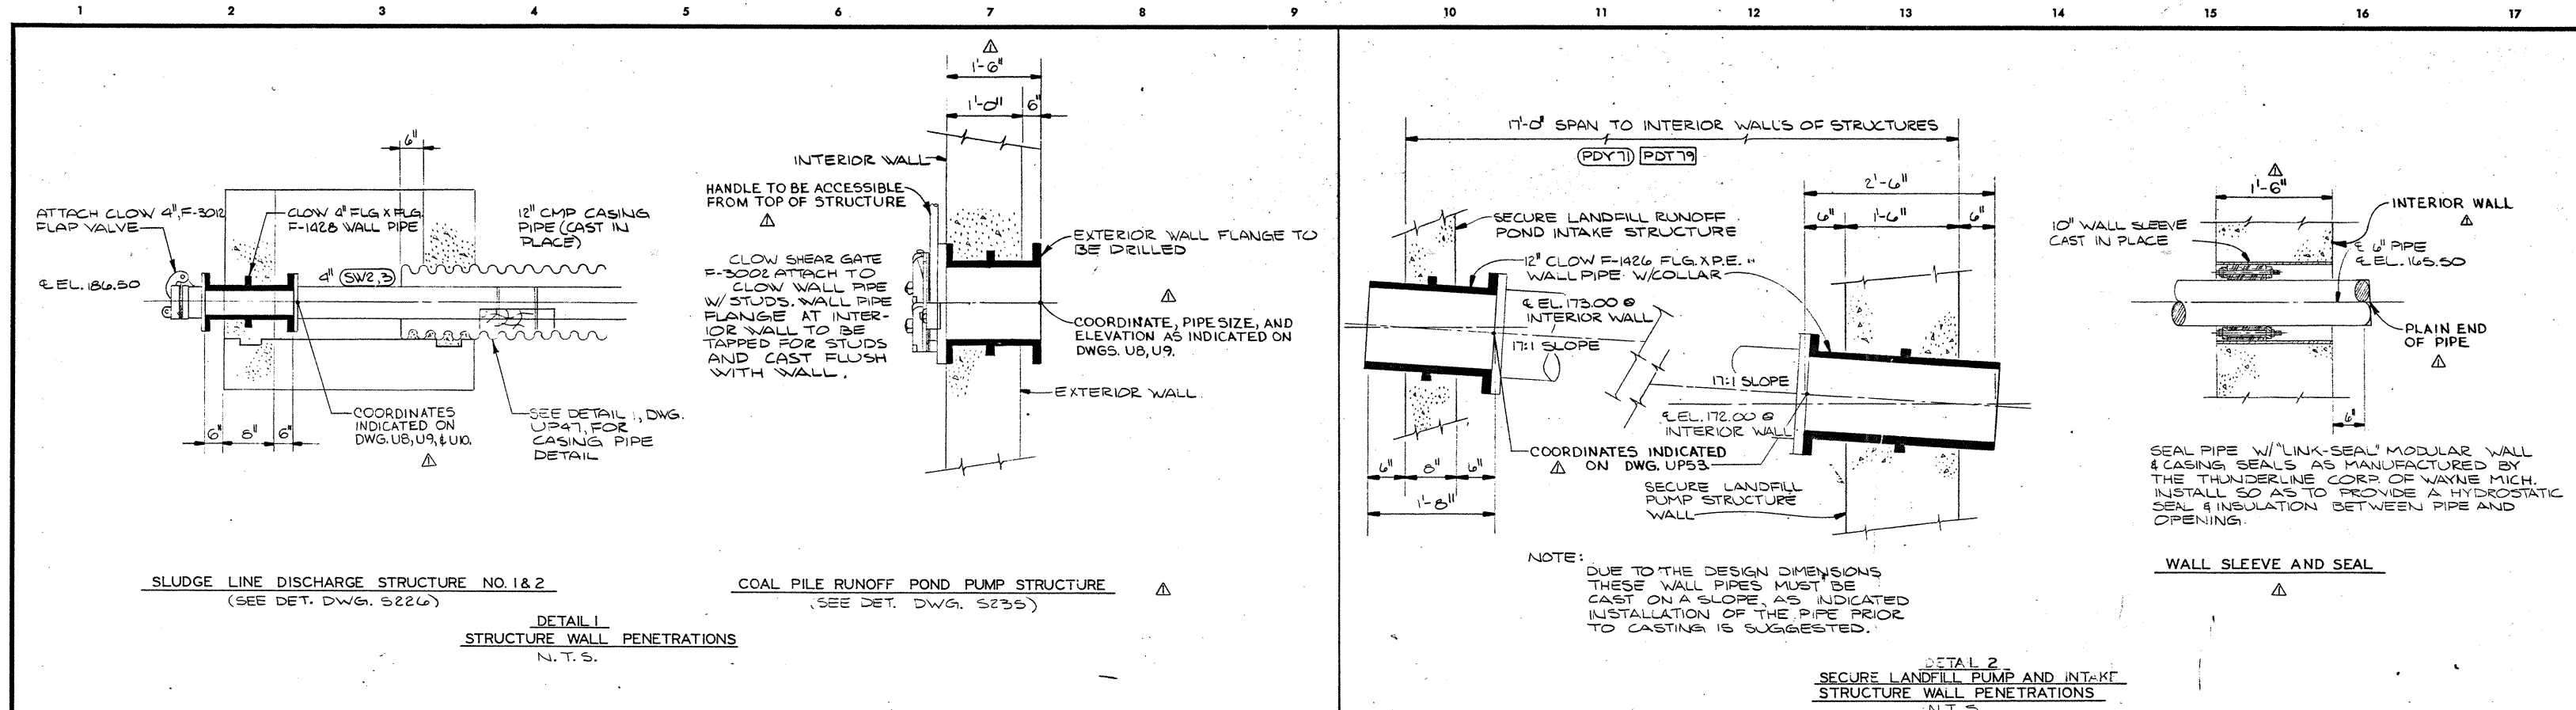 1 2 3 4 5 6 7 8 9 10 11 12 13 14 15 16 17
6"
ATTACH CLOW 4", F-3012
FLAP VALVE
CLOW 4" FLG X FLG
F-1428 WALL PIPE
12" CMP CASING
PIPE (CAST IN
PLACE)
℄ EL. 186.50
4" SW2,3
6" 8" 6"
COORDINATES
INDICATED ON
DWG. U8, U9, & U10.
1
SEE DETAIL 1, DWG.
UP47, FOR
CASING PIPE
DETAIL
SLUDGE LINE DISCHARGE STRUCTURE NO. 1 & 2
(SEE DET. DWG. S226)
1
1'-6"
1'-0" 6"
INTERIOR WALL
HANDLE TO BE ACCESSIBLE
FROM TOP OF STRUCTURE
1
CLOW SHEAR GATE
F-3002 ATTACH TO
CLOW WALL PIPE
W/ STUDS. WALL PIPE
FLANGE AT INTER-
IOR WALL TO BE
TAPPED FOR STUDS
AND CAST FLUSH
WITH WALL.
EXTERIOR WALL FLANGE TO
BE DRILLED
1
COORDINATE, PIPE SIZE, AND
ELEVATION AS INDICATED ON
DWGS. U8, U9.
EXTERIOR WALL
COAL PILE RUNOFF POND PUMP STRUCTURE
1
(SEE DET. DWG. S235)
DETAIL 1
STRUCTURE WALL PENETRATIONS
N.T.S.
17'-0" SPAN TO INTERIOR WALLS OF STRUCTURES
PDY71 PDT79
2'-6"
6" 1'-6" 6"
SECURE LANDFILL RUNOFF
POND INTAKE STRUCTURE
12" CLOW F-1426 FLG. X P.E.
WALL PIPE W/COLLAR
℄ EL. 173.00 @
INTERIOR WALL
17:1 SLOPE
17:1 SLOPE
℄ EL. 172.00 @
INTERIOR WALL
COORDINATES INDICATED
1 ON DWG. UP53
6" 8" 6"
1'-8"
SECURE LANDFILL
PUMP STRUCTURE
WALL
NOTE:
DUE TO THE DESIGN DIMENSIONS
THESE WALL PIPES MUST BE
CAST ON A SLOPE, AS INDICATED
INSTALLATION OF THE PIPE PRIOR
TO CASTING IS SUGGESTED.
DETAIL 2
SECURE LANDFILL PUMP AND INTAKE
STRUCTURE WALL PENETRATIONS
N.T.S.
1
1'-6"
10" WALL SLEEVE
CAST IN PLACE
INTERIOR WALL
1
℄ 6" PIPE
℄ EL. 165.50
PLAIN END
OF PIPE
1
6"
SEAL PIPE W/ "LINK-SEAL" MODULAR WALL
& CASING SEALS AS MANUFACTURED BY
THE THUNDERLINE CORP. OF WAYNE MICH.
INSTALL SO AS TO PROVIDE A HYDROSTATIC
SEAL & INSULATION BETWEEN PIPE AND
OPENING.
WALL SLEEVE AND SEAL
1